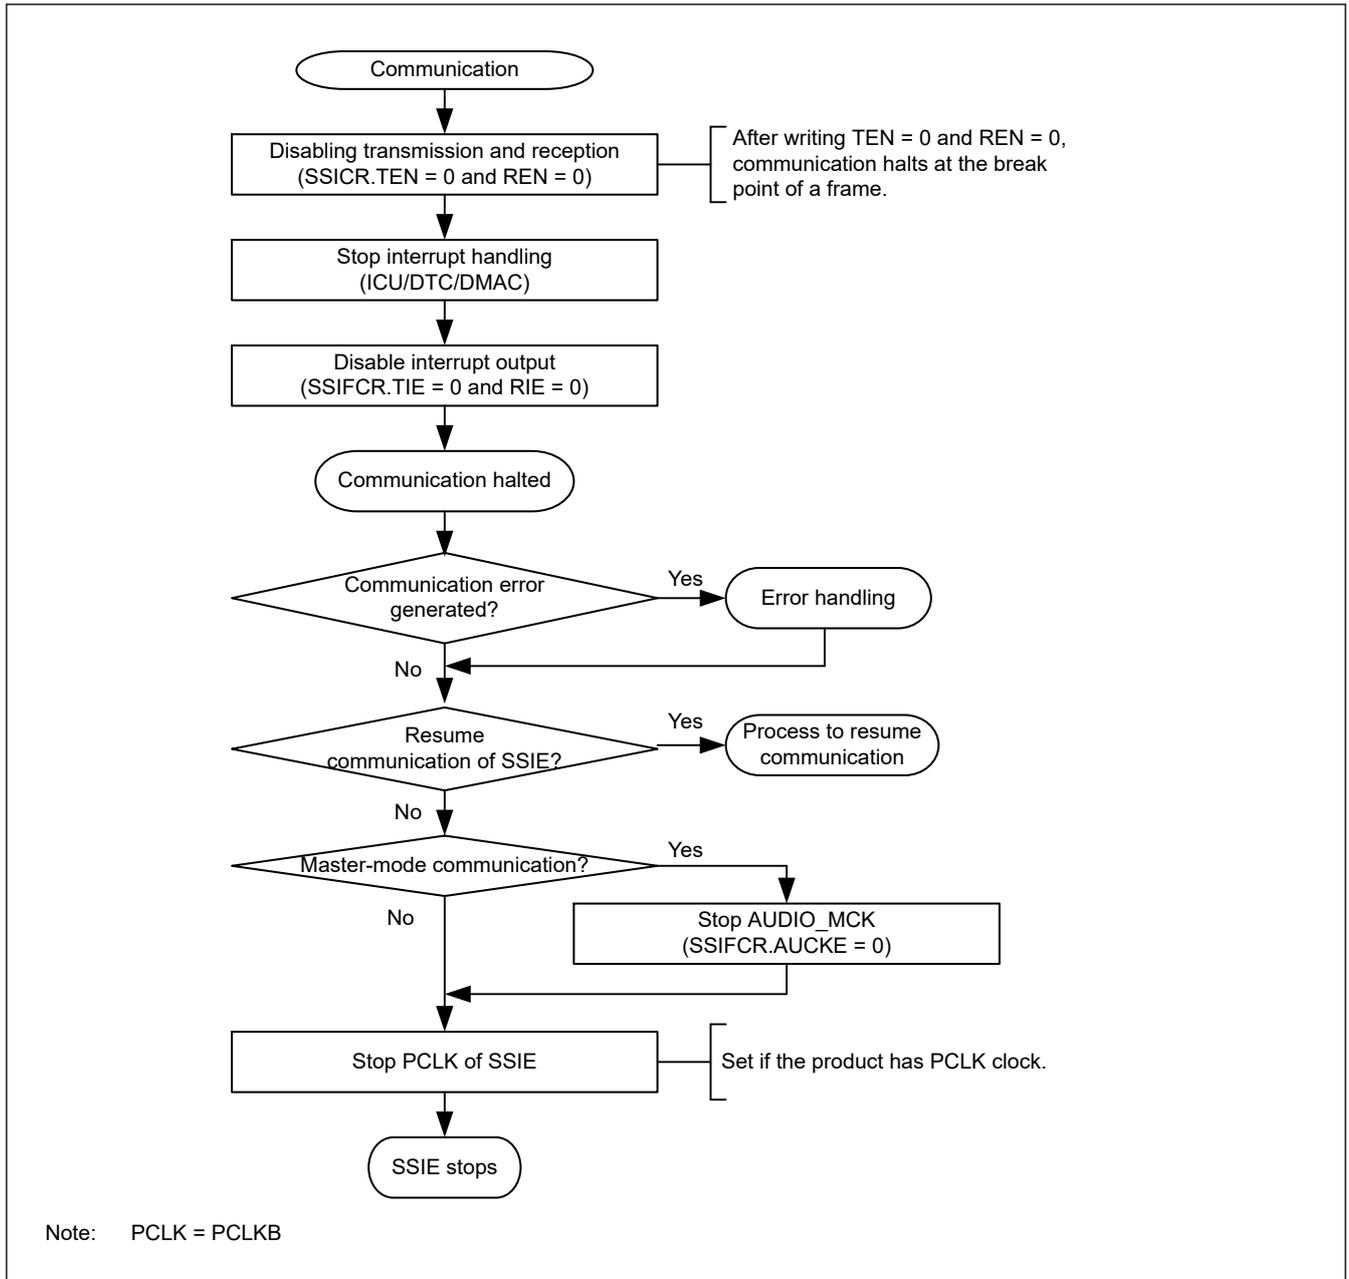 Communication
Disabling transmission and reception
(SSICR.TEN = 0 and REN = 0)
After writing TEN = 0 and REN = 0,
communication halts at the break
point of a frame.
Stop interrupt handling
(ICU/DTC/DMAC)
Disable interrupt output
(SSIFCR.TIE = 0 and RIE = 0)
Communication halted
Communication error
generated?
Yes
Error handling
No
Resume
communication of SSIE?
Yes
Process to resume
communication
No
Master-mode communication?
Yes
No
Stop AUDIO_MCK
(SSIFCR.AUCKE = 0)
Stop PCLK of SSIE
Set if the product has PCLK clock.
SSIE stops
Note: PCLK = PCLKB